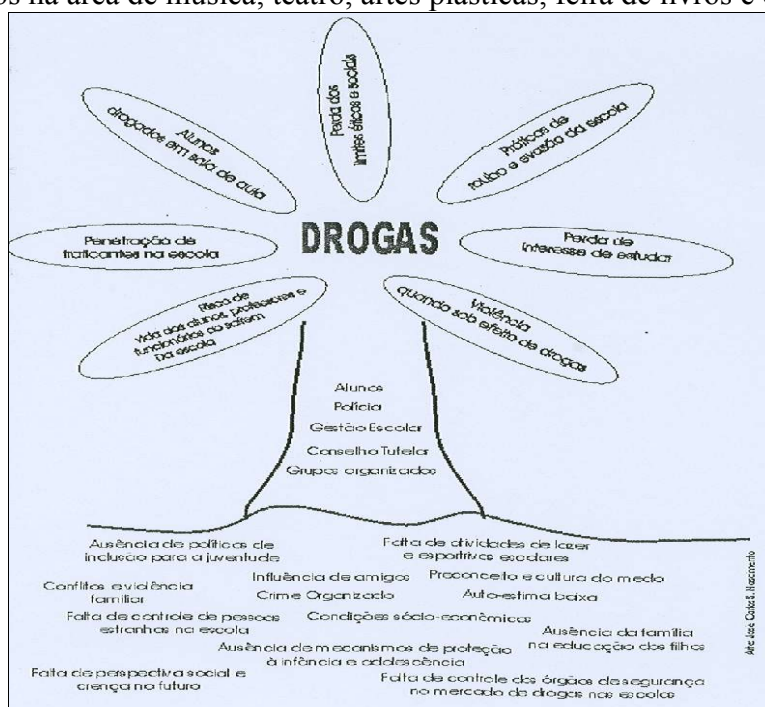 os na área de música, teatro, artes plásticas, feira de livros e
Perda dos
limites éticos e sociais
Alunos
drogados em sala de aula
Práticas de
roubo e evasão da escola
Penetração de
traficantes na escola
DROGAS
Perda de
interesse de estudar
Risco de
vida dos alunos, professores e
funcionários ao saírem
Da escola
Violência
quando sob efeito de drogas
Alunos
Polícia
Gestão Escolar
Conselho Tutelar
Grupos organizados
Ausência de políticas de
inclusão para a juventude
Falta de atividades de lazer
e esportivas escolares
Influência de amigos
Preconceito e cultura do medo
Conflitos e violência
familiar
Crime Organizado
Auto-estima baixa
Falta de controle de pessoas
estranhas na escola
Condições sócio-econômicas
Ausência da família
na educação dos filhos
Ausência de mecanismos de proteção
à infância e adolescência
Falta de perspectiva social e
crença no futuro
Falta de controle dos órgãos de segurança
no mercado de drogas nas escolas
Arte: José Carlos S. Nascimento